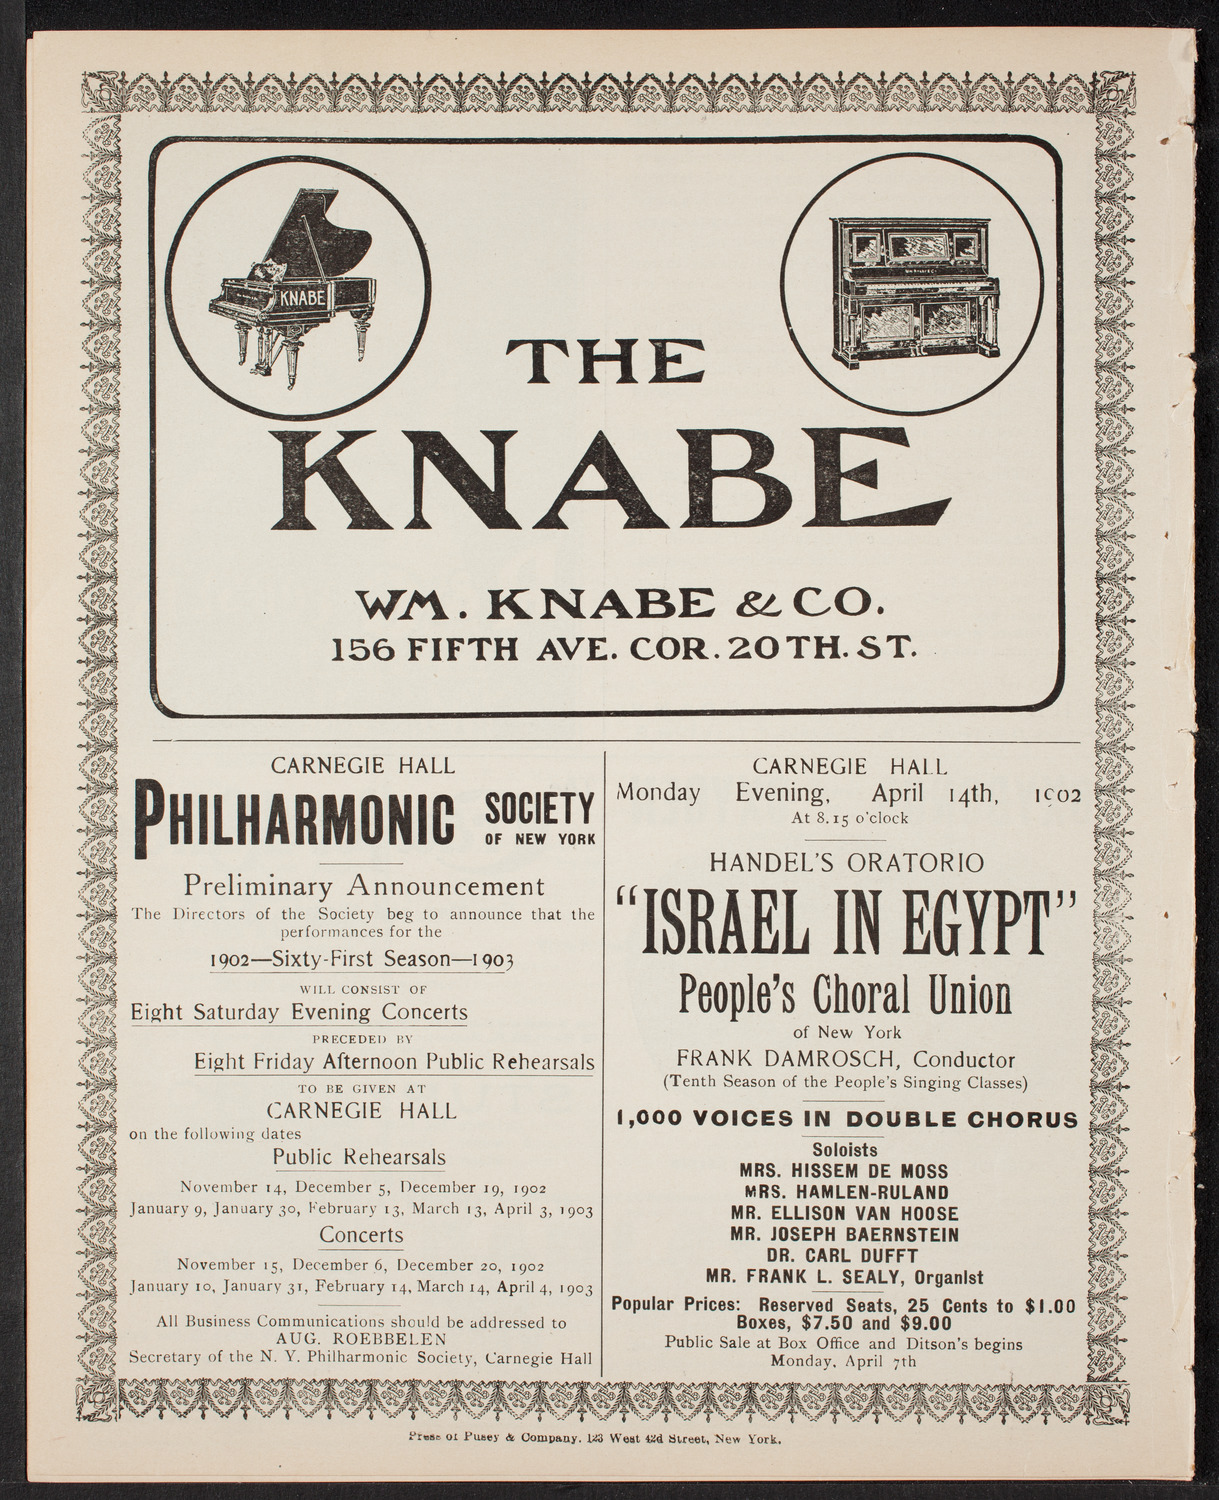 KNABE
WM. KNABE & CO.
THE
KNABE
WM. KNABE & CO.
156 FIFTH AVE. COR. 20TH. ST.
CARNEGIE HALL
PHILHARMONIC SOCIETY
OF NEW YORK
Preliminary Announcement
The Directors of the Society beg to announce that the
performances for the
1902—Sixty-First Season—1903
WILL CONSIST OF
Eight Saturday Evening Concerts
PRECEDED BY
Eight Friday Afternoon Public Rehearsals
TO BE GIVEN AT
CARNEGIE HALL
on the following dates
Public Rehearsals
November 14, December 5, December 19, 1902
January 9, January 30, February 13, March 13, April 3, 1903
Concerts
November 15, December 6, December 20, 1902
January 10, January 31, February 14, March 14, April 4, 1903
All Business Communications should be addressed to
AUG. ROEBBELEN
Secretary of the N. Y. Philharmonic Society, Carnegie Hall
CARNEGIE HALL
Monday Evening, April 14th, 1902
At 8.15 o'clock
HANDEL'S ORATORIO
"ISRAEL IN EGYPT"
People's Choral Union
of New York
FRANK DAMROSCH, Conductor
(Tenth Season of the People's Singing Classes)
1,000 VOICES IN DOUBLE CHORUS
Soloists
MRS. HISSEM DE MOSS
MRS. HAMLEN-RULAND
MR. ELLISON VAN HOOSE
MR. JOSEPH BAERNSTEIN
DR. CARL DUFFT
MR. FRANK L. SEALY, Organist
Popular Prices: Reserved Seats, 25 Cents to $1.00
Boxes, $7.50 and $9.00
Public Sale at Box Office and Ditson's begins
Monday, April 7th
Press of Pusey & Company, 123 West 42d Street, New York.